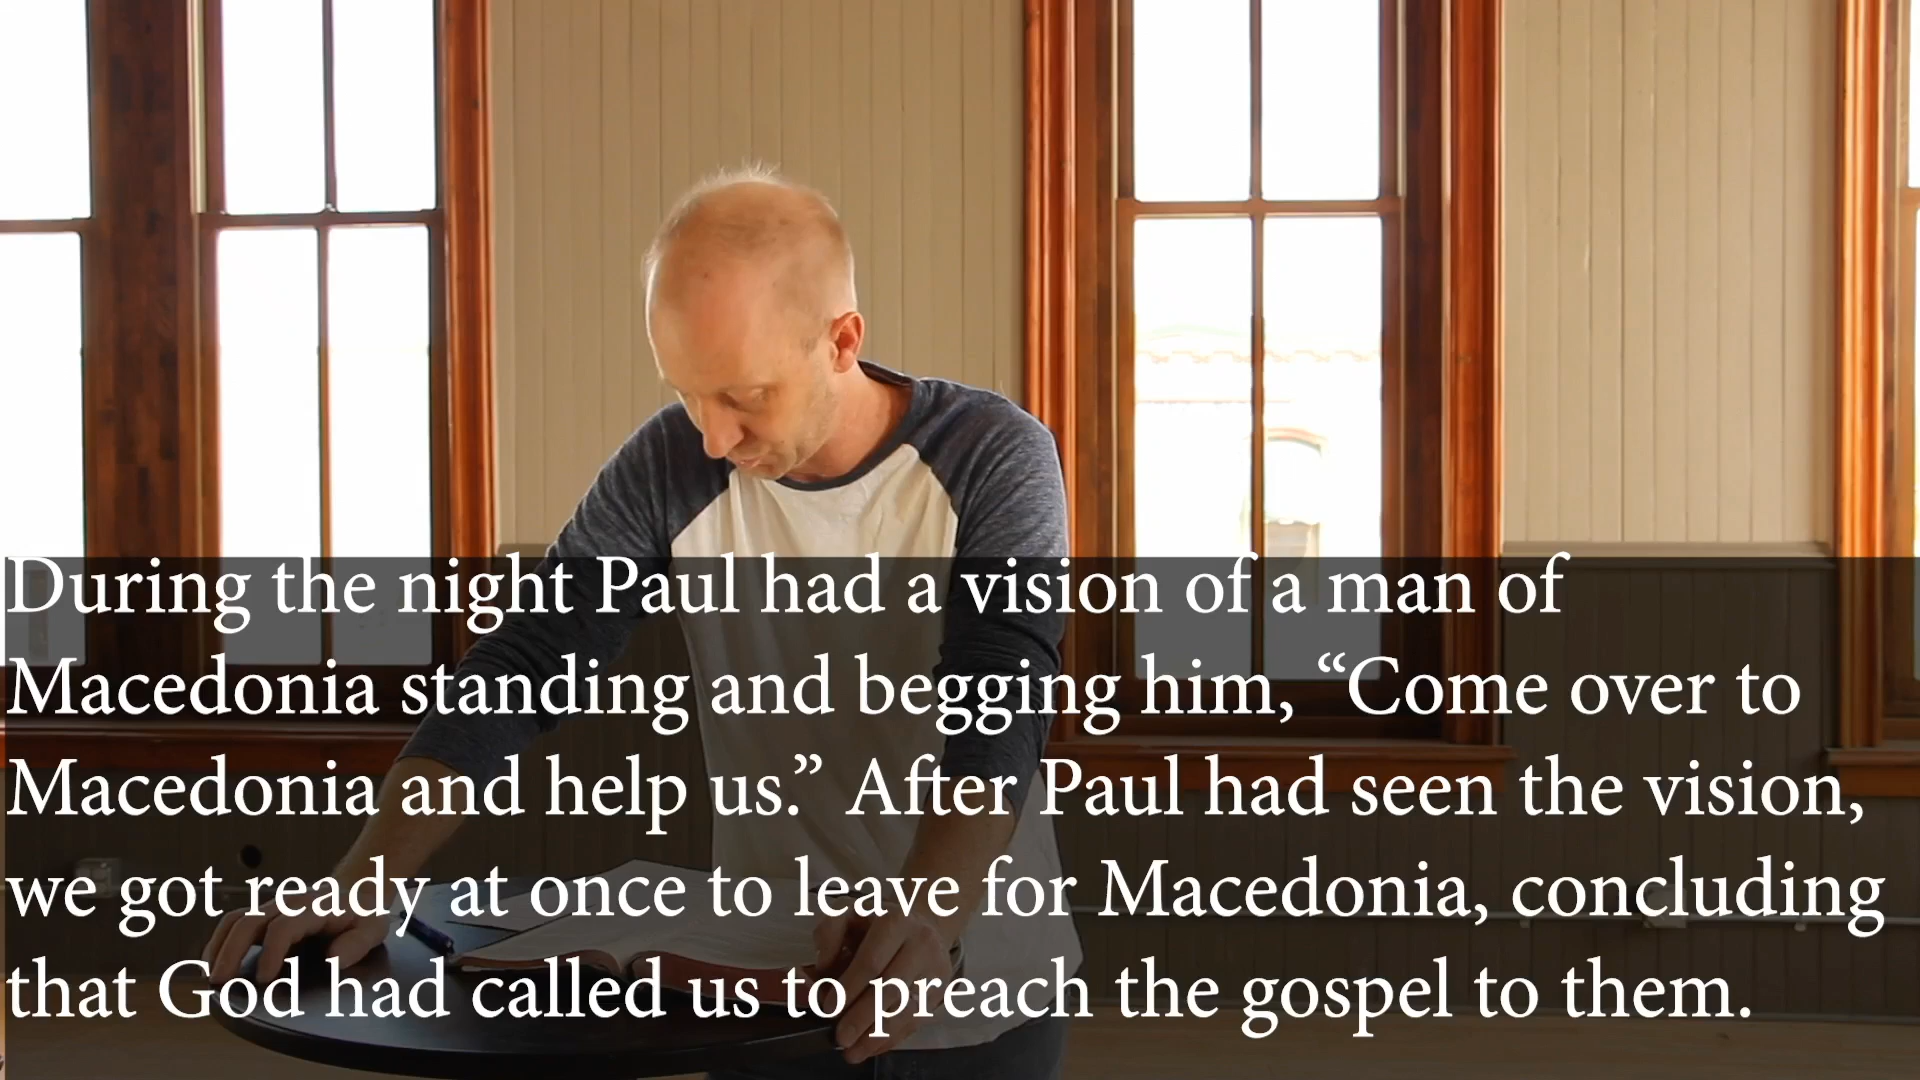 During the night Paul had a vision of a man of
Macedonia standing and begging him, “Come over to
Macedonia and help us.” After Paul had seen the vision,
we got ready at once to leave for Macedonia, concluding
that God had called us to preach the gospel to them.